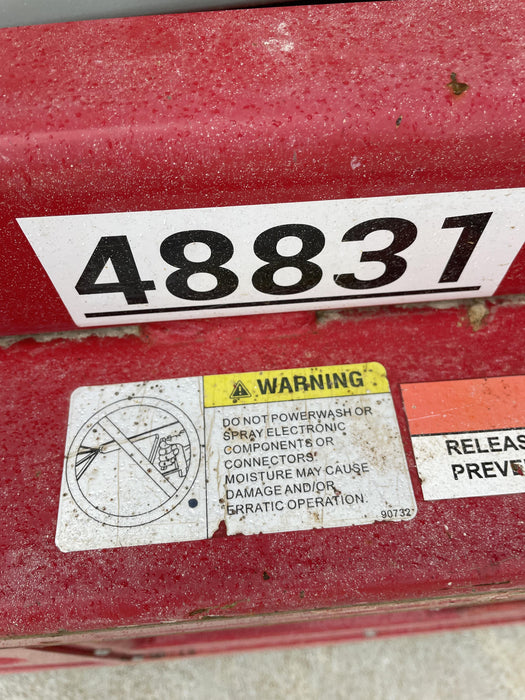 48831
WARNING
DO NOT POWERWASH OR
SPRAY ELECTRONIC
COMPONENTS OR
CONNECTORS.
MOISTURE MAY CAUSE
DAMAGE AND/OR
ERRATIC OPERATION.
90732
RELEAS
PREVE